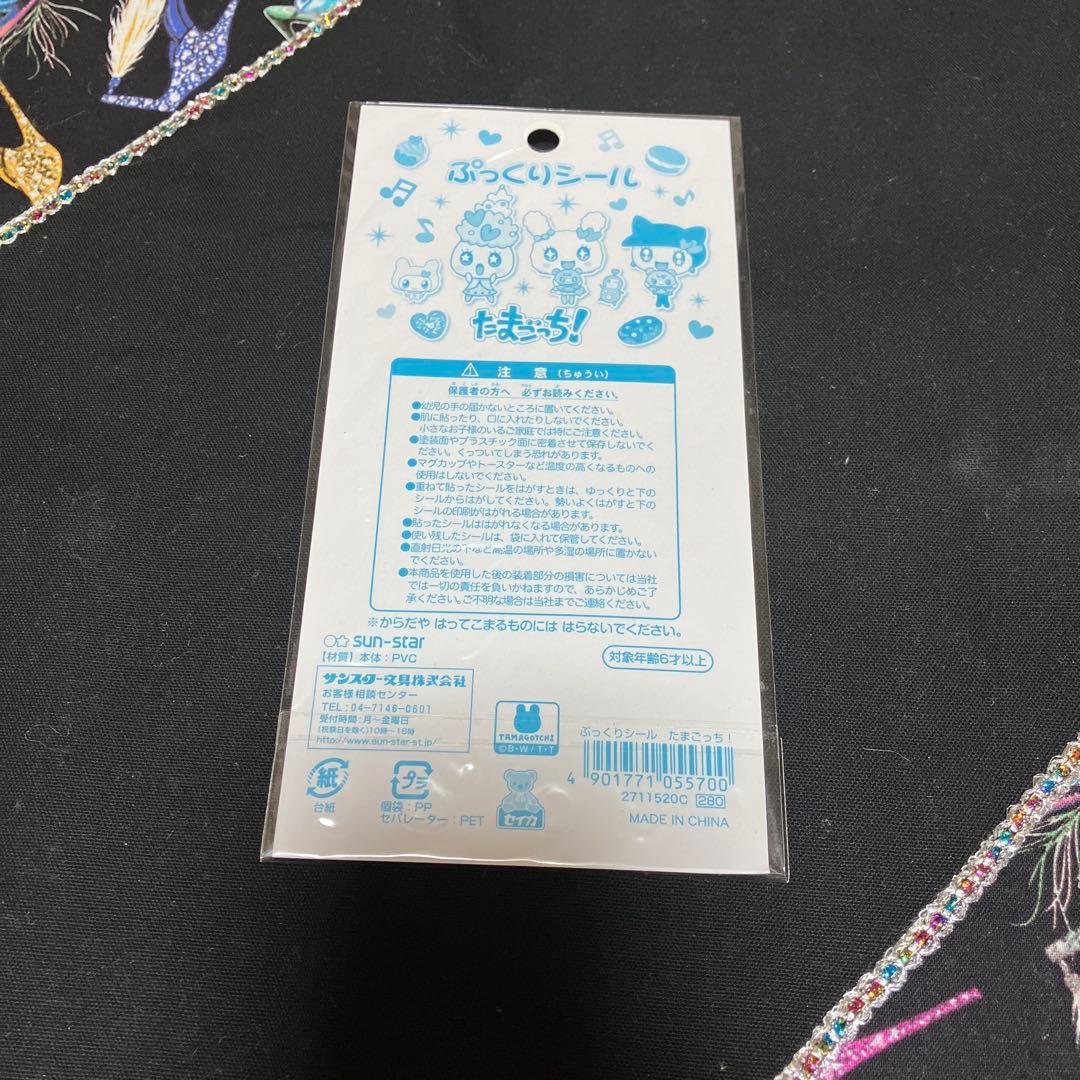 ぷっくりシール
たまごっち!
⚠ 注意(ちゅうい)
保護者の方へ 必ずお読みください。
●幼児の手の届かないところに置いてください。
●肌に貼ったり、口に入れたりしないでください。
小さなお子様のいるご家庭では特にご注意ください。
●塗装面やプラスチック面に密着させて保存しないでく
ださい。くっついてしまう恐れがあります。
●マグカップやトースターなど温度の高くなるものへの
使用はしないでください。
●重ねて貼ったシールをはがすときは、ゆっくりと下の
シールからはがしてください。勢いよくはがすと下の
シールの印刷がはがれる場合があります。
●貼ったシールははがれなくなる場合があります。
●使い残したシールは、袋に入れて保管してください。
●直射日光の下など高温の場所や多湿の場所に置かない
でください。
●本商品を使用した後の装着部分の損害については当社
では一切の責任を負いかねますので、あらかじめご了
承ください。ご不明な場合は当社までご連絡ください。
※からだや はってこまるものには はらないでください。
sun-star
【材質】本体:PVC
対象年齢6才以上
サンスター文具株式会社
お客様相談センター
TEL:04-7146-0601
受付時間:月~金曜日
(祝祭日を除く)10時~16時
http://www.sun-star-st.jp/
TAMAGOTCHI
©B・W/T・T
ぷっくりシール たまごっち!
4 901771 055700
2711520C 280
MADE IN CHINA
紙
台紙
プラ
個袋:PP
セパレーター:PET
セイカ